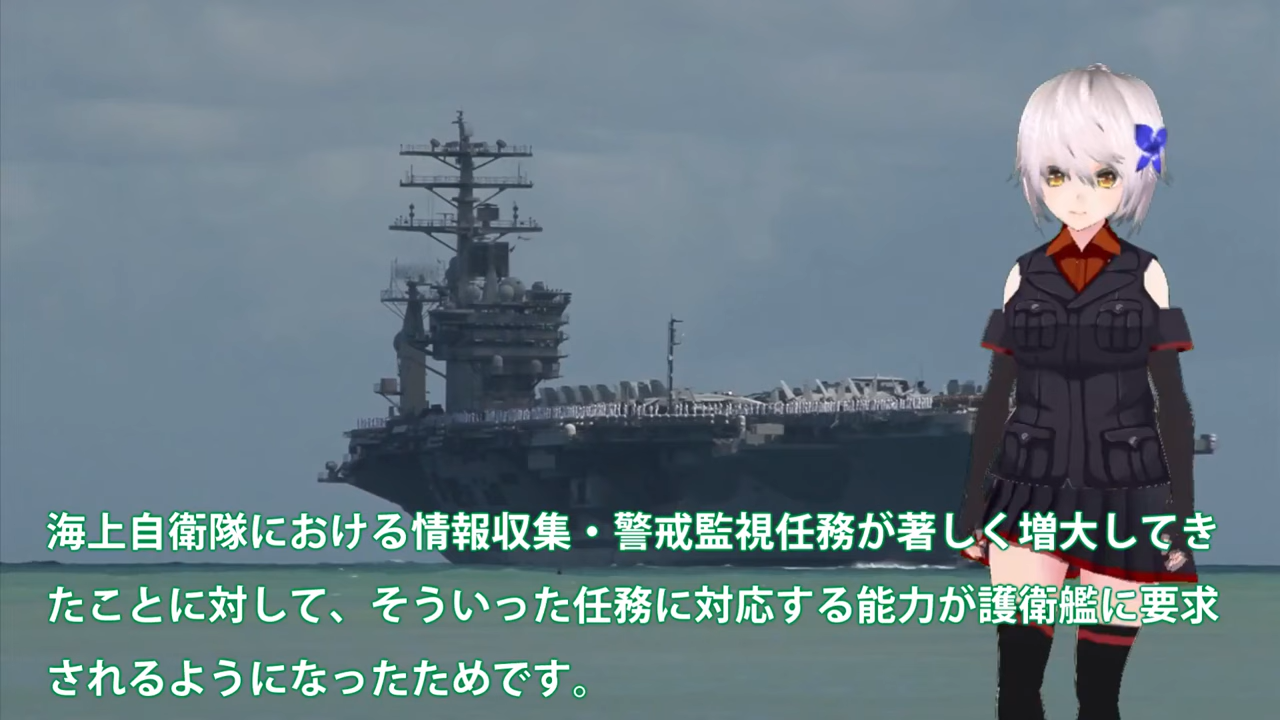 海上自衛隊における情報収集・警戒監視任務が著しく増大してき
たことに対して、そういった任務に対応する能力が護衛艦に要求
されるようになったためです。